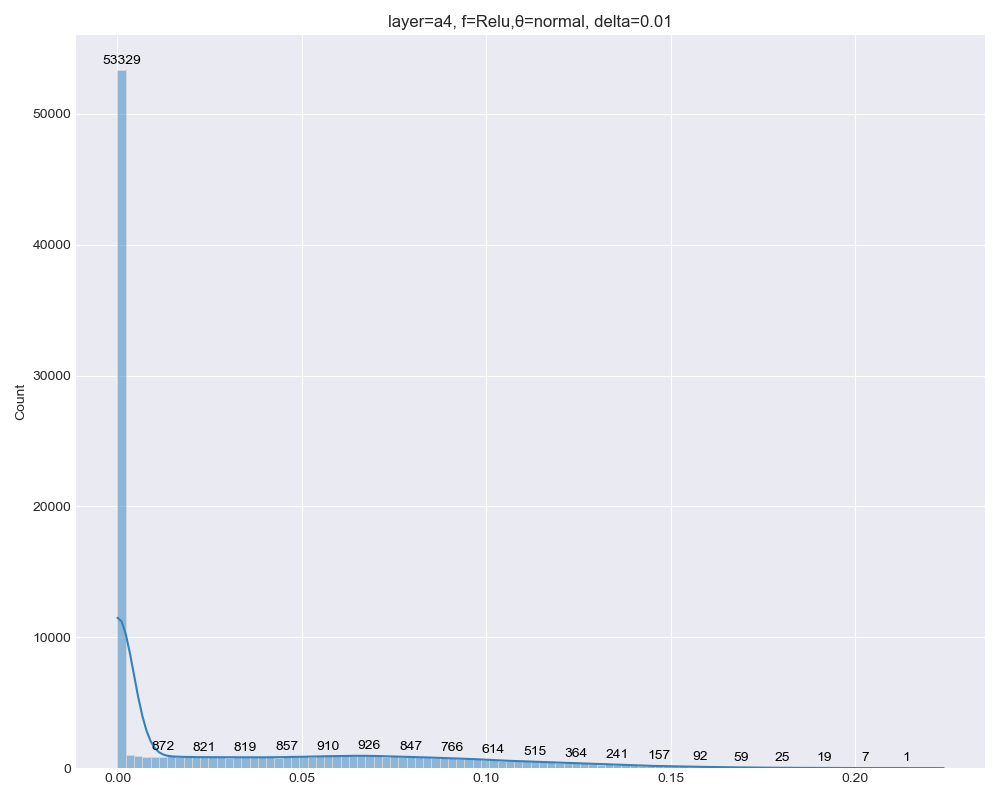 layer=a4, f=Relu,θ=normal, delta=0.01
53329
50000
40000
30000
Count
20000
10000
872 821 819 857 910 926 847 766 614 515 364 241 157 92 59 25 19 7 1
0
0.00 0.05 0.10 0.15 0.20